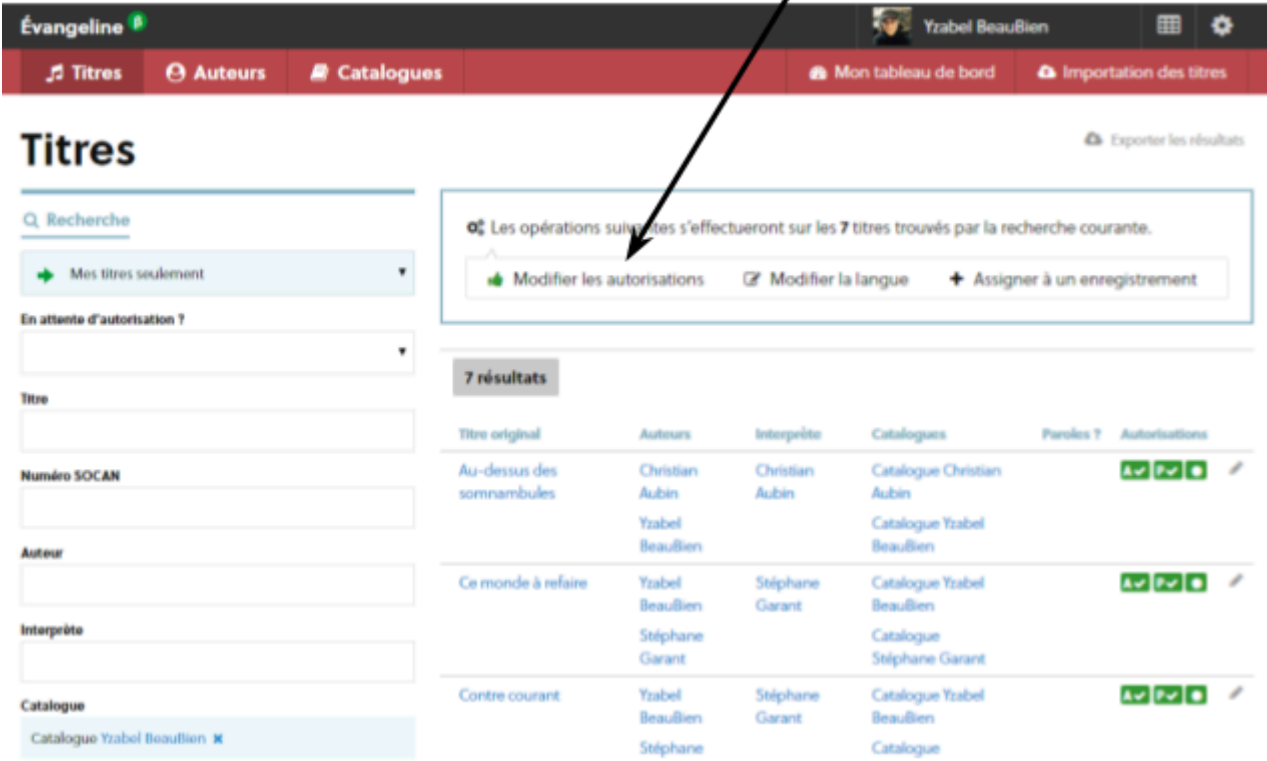 Évangeline β
Yzabel BeauBien
Titres
Auteurs
Catalogues
Mon tableau de bord
Importation des titres
Titres
Exporter les résultats
Recherche
Mes titres seulement
En attente d'autorisation ?
Titre
Numéro SOCAN
Auteur
Interprète
Catalogue
Catalogue Yzabel BeauBien ×
Les opérations suivantes s'effectueront sur les 7 titres trouvés par la recherche courante.
Modifier les autorisations
Modifier la langue
Assigner à un enregistrement
7 résultats
Titre original Auteurs Interprète Catalogues Paroles ? Autorisations
Au-dessus des Christian Christian Catalogue Christian A P
somnambules Aubin Aubin Aubin
Yzabel Catalogue Yzabel
BeauBien BeauBien
Ce monde à refaire Yzabel Stéphane Catalogue Yzabel A P
BeauBien Garant BeauBien
Stéphane Catalogue
Garant Stéphane Garant
Contre courant Yzabel Stéphane Catalogue Yzabel A P
BeauBien Garant BeauBien
Stéphane Catalogue